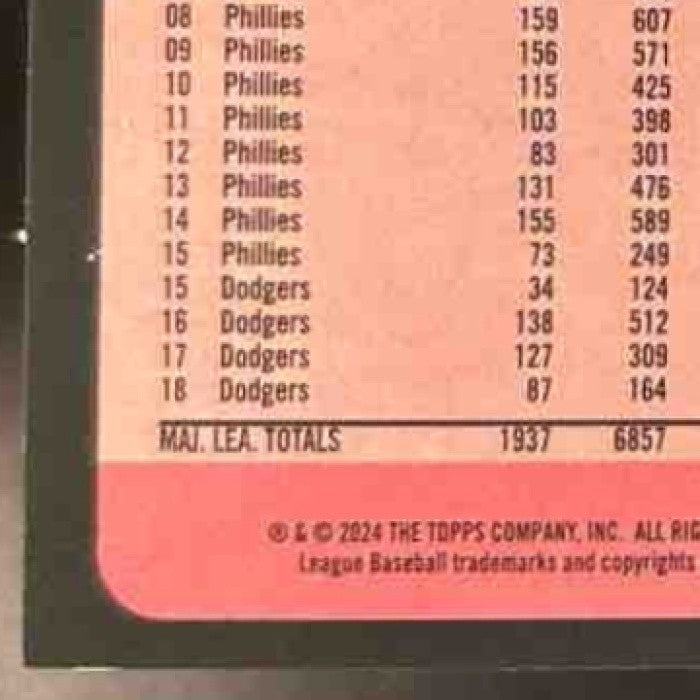 08 Phillies 159 607
09 Phillies 156 571
10 Phillies 115 425
11 Phillies 103 398
12 Phillies 83 301
13 Phillies 131 476
14 Phillies 155 589
15 Phillies 73 249
15 Dodgers 34 124
16 Dodgers 138 512
17 Dodgers 127 309
18 Dodgers 87 164
MAJ. LEA. TOTALS 1937 6857
® & © 2024 THE TOPPS COMPANY, INC. ALL RIG
League Baseball trademarks and copyrights